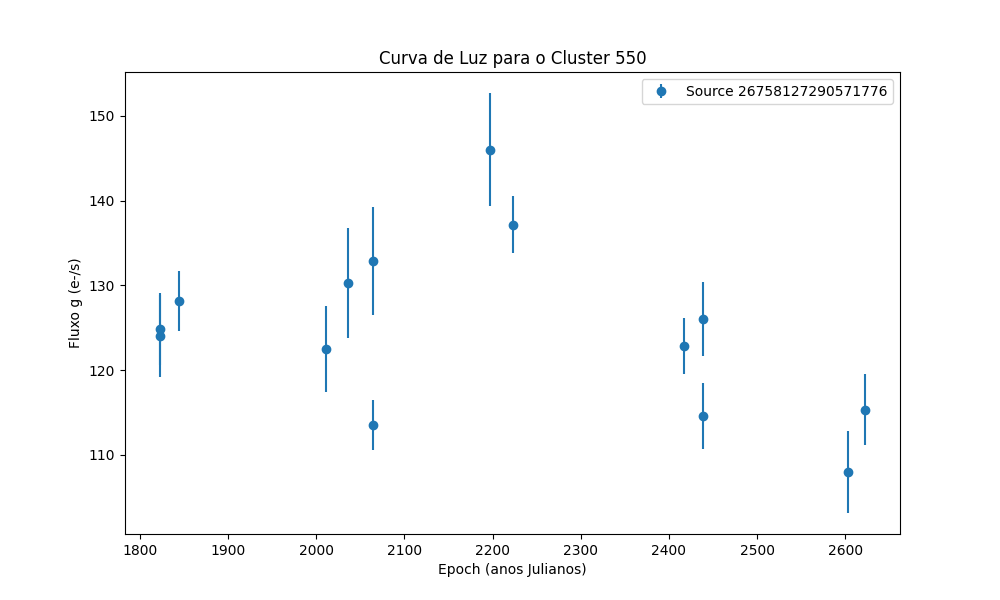 Curva de Luz para o Cluster 550
Source 26758127290571776
Fluxo g (e-/s)
150
140
130
120
110
1800 1900 2000 2100 2200 2300 2400 2500 2600
Epoch (anos Julianos)